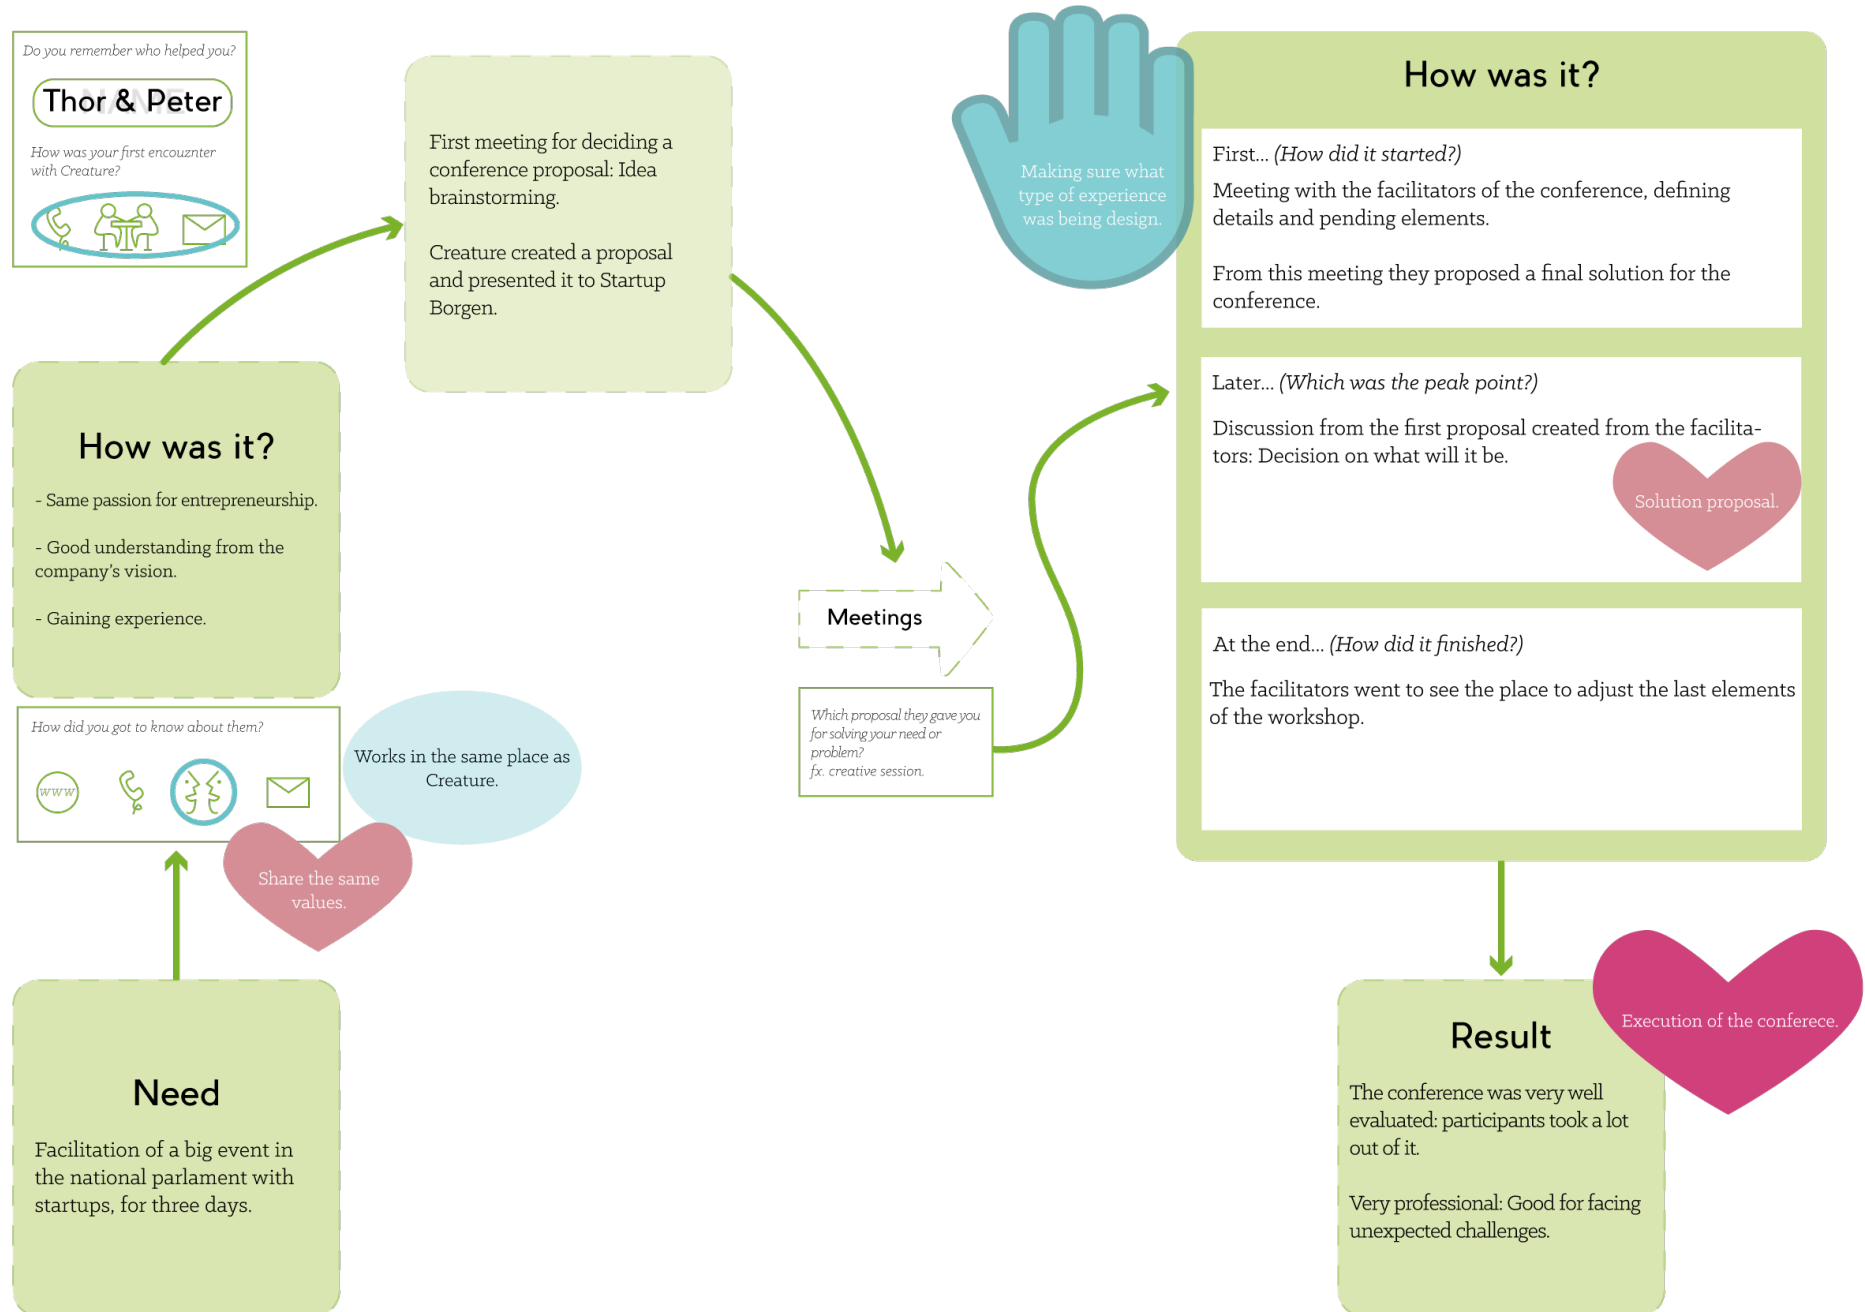 Do you remember who helped you?
NAME
Thor & Peter
How was your first encouznter
with Creature?
First meeting for deciding a
conference proposal: Idea
brainstorming.
Creature created a proposal
and presented it to Startup
Borgen.
How was it?
- Same passion for entrepreneurship.
- Good understanding from the
company's vision.
- Gaining experience.
How did you got to know about them?
www
Works in the same place as
Creature.
Share the same
values.
Need
Facilitation of a big event in
the national parlament with
startups, for three days.
Meetings
Which proposal they gave you
for solving your need or
problem?
fx. creative session.
Making sure what
type of experience
was being design.
How was it?
First... (How did it started?)
Meeting with the facilitators of the conference, defining
details and pending elements.
From this meeting they proposed a final solution for the
conference.
Later... (Which was the peak point?)
Discussion from the first proposal created from the facilita-
tors: Decision on what will it be.
Solution proposal.
At the end... (How did it finished?)
The facilitators went to see the place to adjust the last elements
of the workshop.
Result
Execution of the conferece.
The conference was very well
evaluated: participants took a lot
out of it.
Very professional: Good for facing
unexpected challenges.